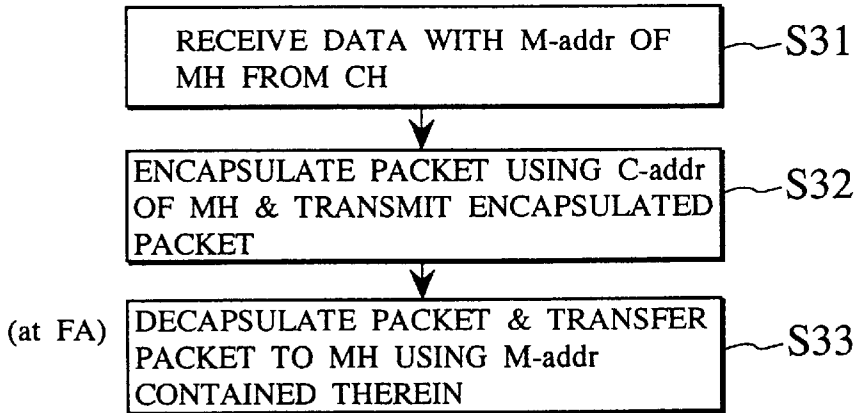 RECEIVE DATA WITH M-addr OF
MH FROM CH
S31
ENCAPSULATE PACKET USING C-addr
OF MH & TRANSMIT ENCAPSULATED
PACKET
S32
(at FA)
DECAPSULATE PACKET & TRANSFER
PACKET TO MH USING M-addr
CONTAINED THEREIN
S33